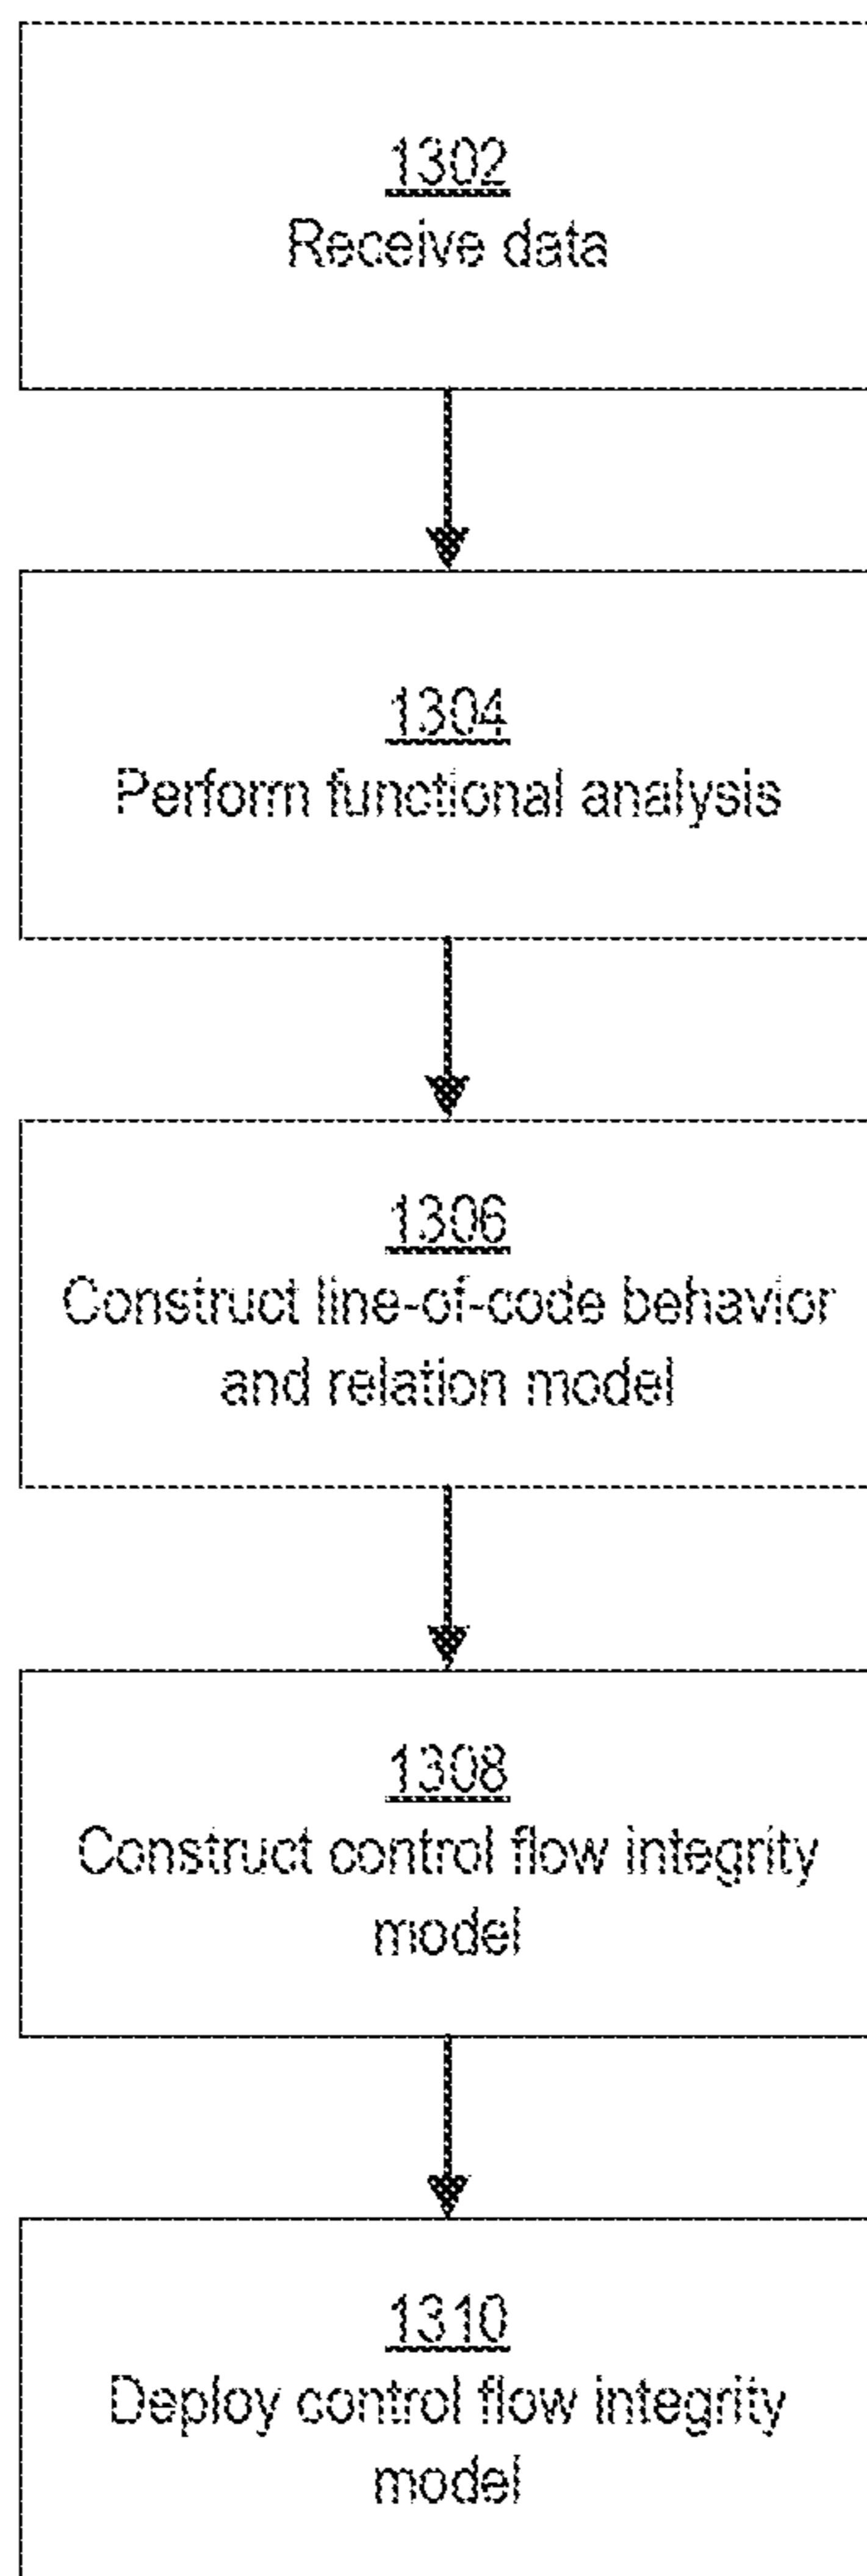 1302
Receive data
1304
Perform functional analysis
1306
Construct line-of-code behavior
and relation model
1308
Construct control flow integrity
model
1310
Deploy control flow integrity
model